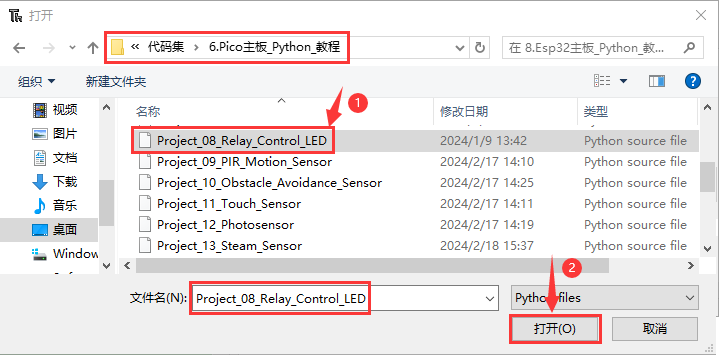 打开
« 代码集 › 6.Pico主板_Python_教程
在 8.Esp32主板_Python_教...
组织 新建文件夹
视频
图片
文档
下载
音乐
桌面
Window
名称 修改日期 类型
Project_08_Relay_Control_LED 2024/1/9 13:42 Python source file
Project_09_PIR_Motion_Sensor 2024/2/17 14:10 Python source file
Project_10_Obstacle_Avoidance_Sensor 2024/2/17 14:25 Python source file
Project_11_Touch_Sensor 2024/2/17 14:11 Python source file
Project_12_Photosensor 2024/2/17 14:19 Python source file
Project_13_Steam_Sensor 2024/2/18 15:37 Python source file
1
2
文件名(N): Project_08_Relay_Control_LED Python files
打开(O) 取消